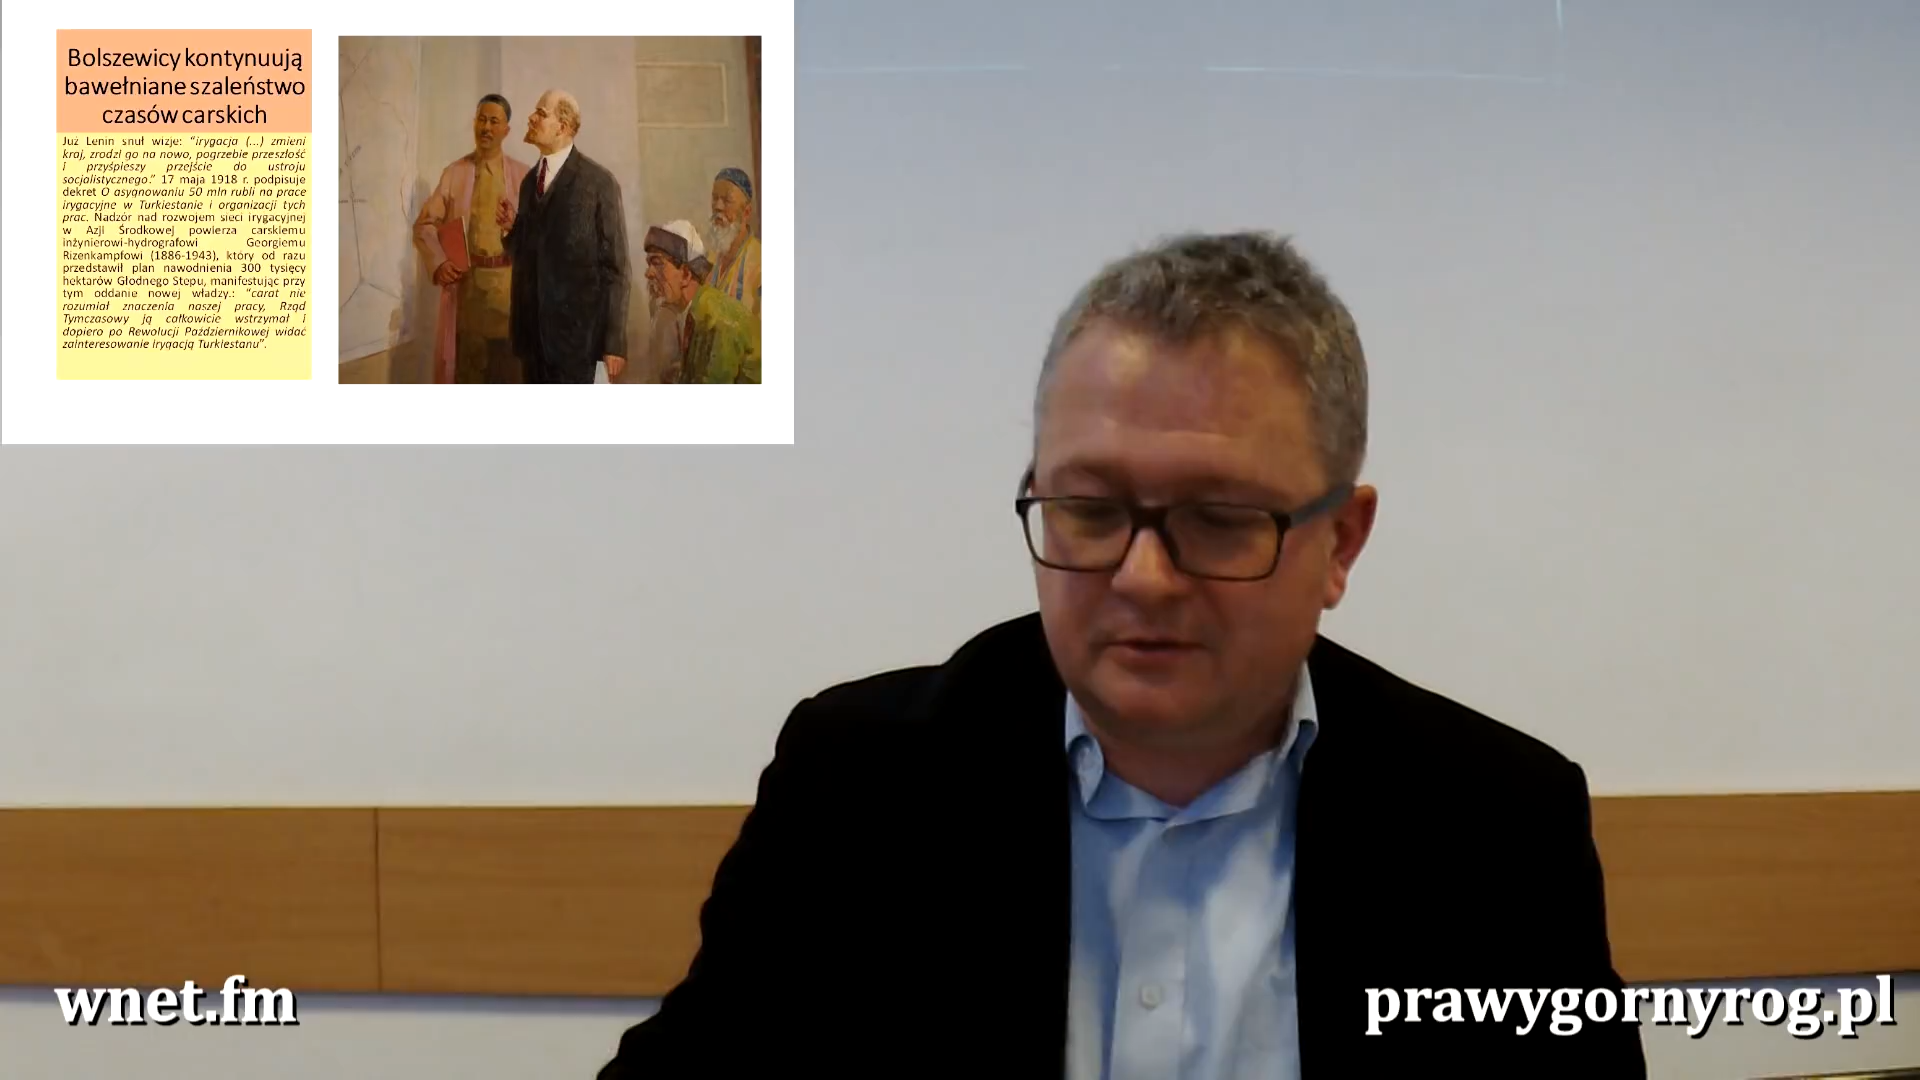 Bolszewicy kontynuują
bawełniane szaleństwo
czasów carskich
Już Lenin snuł wizje: "irygacja (...) zmieni
kraj, zrodzi go na nowo, pogrzebie przeszłość
i przyśpieszy przejście do ustroju
socjalistycznego." 17 maja 1918 r. podpisuje
dekret O asygnowaniu 50 mln rubli na prace
irygacyjne w Turkiestanie i organizacji tych
prac. Nadzór nad rozwojem sieci irygacyjnej
w Azji Środkowej powierza carskiemu
inżynierowi-hydrografowi Georgiemu
Rizenkampfowi (1886-1943), który od razu
przedstawił plan nawodnienia 300 tysięcy
hektarów Głodnego Stepu, manifestując przy
tym oddanie nowej władzy.: "carat nie
rozumiał znaczenia naszej pracy, Rząd
Tymczasowy ją całkowicie wstrzymał i
dopiero po Rewolucji Październikowej widać
zainteresowanie irygacją Turkiestanu".
wnet.fm
prawygornyrog.pl